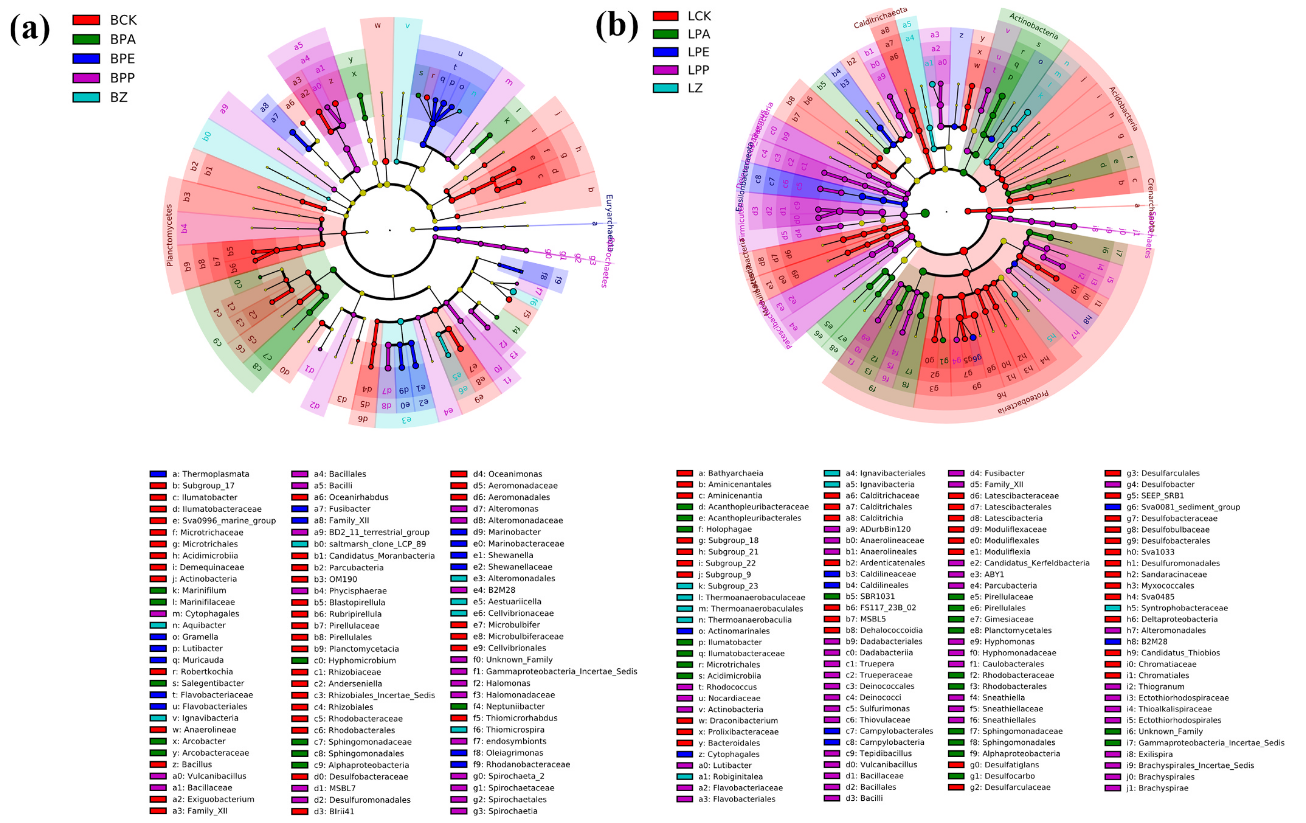 (a)
BCK
BPA
BPE
BPP
BZ
Planctomycetes
Euryarchaeota
Spirochaetes
a: Thermoplasmata
b: Subgroup_17
c: Ilumatobacter
d: Ilumatobacter
e: Sva0996_marine_group
f: Microtrichaceae
g: Microtrichales
h: Acidimicrobiia
i: Demequinaceae
j: Actinobacteria
k: Marinifilum
l: Marinifilaceae
m: Cytophagales
n: Aquibacter
o: Gramella
p: Lutibacter
q: Muricauda
r: Robertkochia
s: Salegentibacter
t: Flavobacteriaceae
u: Flavobacteriales
v: Ignavibacteria
w: Anaerolineae
x: Arcobacter
y: Arcobacteraceae
z: Bacillus
a0: Vulcanibacillus
a1: Bacillaceae
a2: Exiguobacterium
a3: Family_XII
a4: Bacillales
a5: Bacilli
a6: Oceanirhabdus
a7: Fusibacter
a8: Family_XII
a9: BD2_11_terrestrial_group
b0: saltmarsh_clone_LCP_89
b1: Candidatus_Moranbacteria
b2: Parcubacteria
b3: OM190
b4: Phycisphaerae
b5: Blastopirellula
b6: Rubripirellula
b7: Pirellulaceae
b8: Pirellulales
b9: Planctomycetacia
c0: Hyphomicrobium
c1: Rhizobiaceae
c2: Anderseniella
c3: Rhizobiales_Incertae_Sedis
c4: Rhizobiales
c5: Rhodobacteraceae
c6: Rhodobacterales
c7: Sphingomonadaceae
c8: Sphingomonadales
c9: Alphaproteobacteria
d0: Desulfobacteraceae
d1: MSBL7
d2: Desulfuromonadales
d3: BIrii41
d4: Oceanimonas
d5: Aeromonadaceae
d6: Aeromonadales
d7: Alteromonas
d8: Alteromonadaceae
d9: Marinobacter
e0: Marinobacteraceae
e1: Shewanella
e2: Shewanellaceae
e3: Alteromonadales
e4: B2M28
e5: Aestuariicella
e6: Cellvibrionaceae
e7: Microbulbifer
e8: Microbulbiferaceae
e9: Cellvibrionales
f0: Unknown_Family
f1: Gammaproteobacteria_Incertae_Sedis
f2: Halomonas
f3: Halomonadaceae
f4: Neptuniibacter
f5: Thiomicrorhabdus
f6: Thiomicrospira
f7: endosymbionts
f8: Oleiagrimonas
f9: Rhodanobacteraceae
g0: Spirochaeta_2
g1: Spirochaetaceae
g2: Spirochaetales
g3: Spirochaetia
(b)
LCK
LPA
LPE
LPP
LZ
Calditrichaeota
Actinobacteria
Acidobacteria
Proteobacteria
a: Bathyarchaeia
b: Aminicenantales
c: Aminicenantia
d: Acanthopleuribacteraceae
e: Acanthopleuribacterales
f: Holophagae
g: Subgroup_18
h: Subgroup_21
i: Subgroup_22
j: Subgroup_9
k: Subgroup_23
l: Thermoanaerobaculaceae
m: Thermoanaerobaculales
n: Thermoanaerobaculia
o: Actinomarinales
p: Ilumatobacter
q: Ilumatobacteraceae
r: Microtrichales
s: Acidimicrobiia
t: Rhodococcus
u: Nocardiaceae
v: Actinobacteria
w: Draconibacterium
x: Prolixibacteraceae
y: Bacteroidales
z: Cytophagales
a0: Lutibacter
a1: Robiginitalea
a2: Flavobacteriaceae
a3: Flavobacteriales
a4: Ignavibacteriales
a5: Ignavibacteria
a6: Calditrichaceae
a7: Calditrichales
a8: Calditrichia
a9: ADurbBin120
b0: Anaerolineaceae
b1: Anaerolineales
b2: Ardenticatenales
b3: Caldilineaceae
b4: Caldilineales
b5: SBR1031
b6: FS117_23B_02
b7: MSBL5
b8: Dehalococcoidia
b9: Dadabacteriales
c0: Dadabacteriia
c1: Truepera
c2: Trueperaceae
c3: Deinococcales
c4: Deinococci
c5: Sulfurimonas
c6: Thiovulaceae
c7: Campylobacterales
c8: Campylobacteria
c9: Tepidibacillus
d0: Vulcanibacillus
d1: Bacillaceae
d2: Bacillales
d3: Bacilli
d4: Fusibacter
d5: Family_XII
d6: Latescibacteraceae
d7: Latescibacterales
d8: Latescibacteria
d9: Moduliflexaceae
e0: Moduliflexales
e1: Moduliflexia
e2: Candidatus_Kerfeldbacteria
e3: ABY1
e4: Parcubacteria
e5: Pirellulaceae
e6: Pirellulales
e7: Gimesiaceae
e8: Planctomycetales
e9: Hyphomonas
f0: Hyphomonadaceae
f1: Caulobacterales
f2: Rhodobacteraceae
f3: Rhodobacterales
f4: Sneathiella
f5: Sneathiellaceae
f6: Sneathiellales
f7: Sphingomonadaceae
f8: Sphingomonadales
f9: Alphaproteobacteria
g0: Desulfatiglans
g1: Desulfocarbo
g2: Desulfarculaceae
g3: Desulfarculales
g4: Desulfobacter
g5: SEEP_SRB1
g6: Sva0081_sediment_group
g7: Desulfobacteraceae
g8: Desulfobulbaceae
g9: Desulfobacterales
h0: Sva1033
h1: Desulfuromonadales
h2: Sandaracinaceae
h3: Myxococcales
h4: Sva0485
h5: Syntrophobacteraceae
h6: Deltaproteobacteria
h7: Alteromonadales
h8: B2M28
h9: Candidatus_Thiobios
i0: Chromatiaceae
i1: Chromatiales
i2: Thiogranum
i3: Ectothiorhodospiraceae
i4: Thioalkalispiraceae
i5: Ectothiorhodospirales
i6: Unknown_Family
i7: Gammaproteobacteria_Incertae_Sedis
i8: Exilispira
i9: Brachyspirales_Incertae_Sedis
j0: Brachyspirales
j1: Brachyspirae